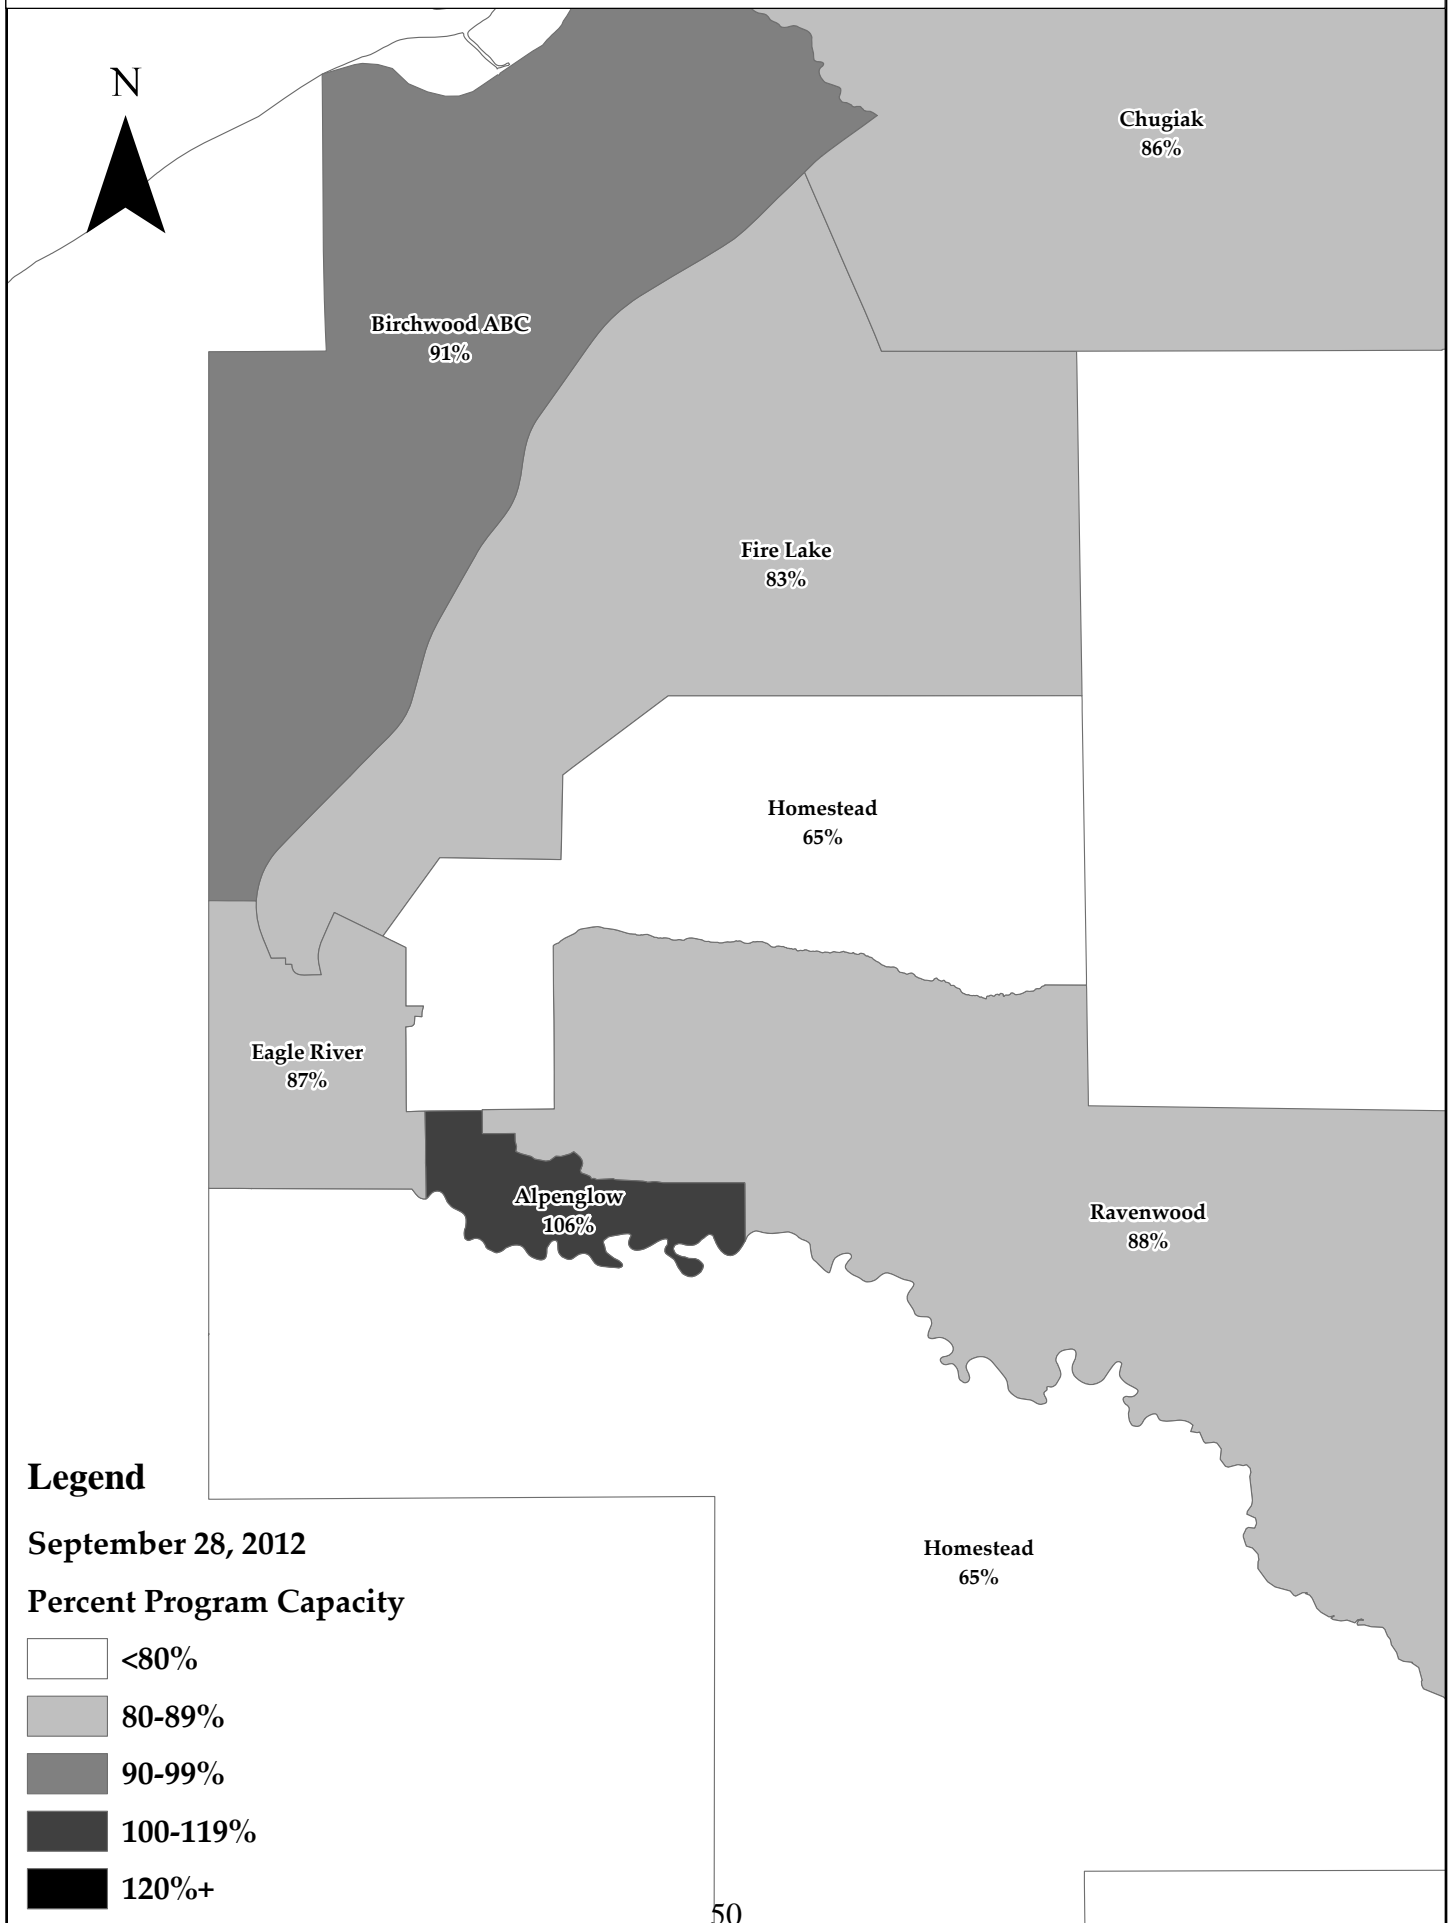 N
Chugiak
86%
Birchwood ABC
91%
Fire Lake
83%
Homestead
65%
Eagle River
87%
Alpenglow
106%
Ravenwood
88%
Homestead
65%
Legend
September 28, 2012
Percent Program Capacity
<80%
80-89%
90-99%
100-119%
120%+
50